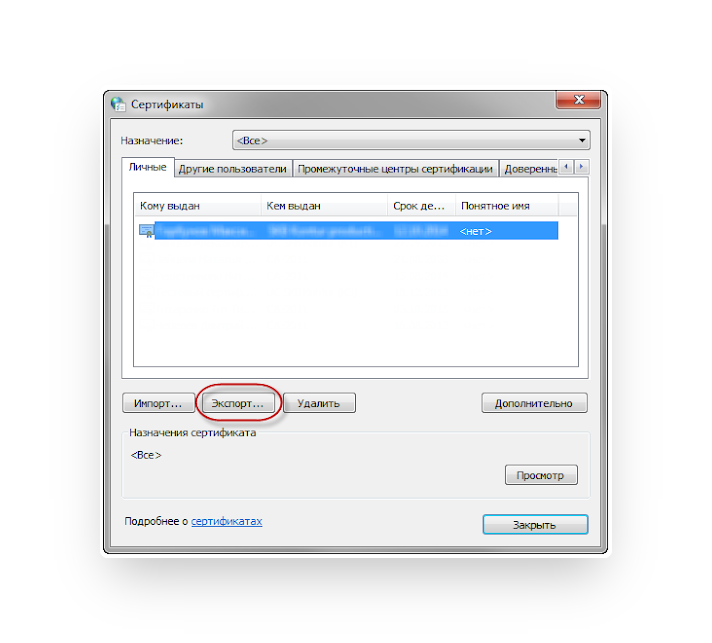 Сертификаты
Назначение: <Все>
Личные Другие пользователи Промежуточные центры сертификации Доверенны
Кому выдан Кем выдан Срок де... Понятное имя
<нет>
Импорт... Экспорт... Удалить Дополнительно
Назначения сертификата
<Все>
Просмотр
Подробнее о сертификатах
Закрыть